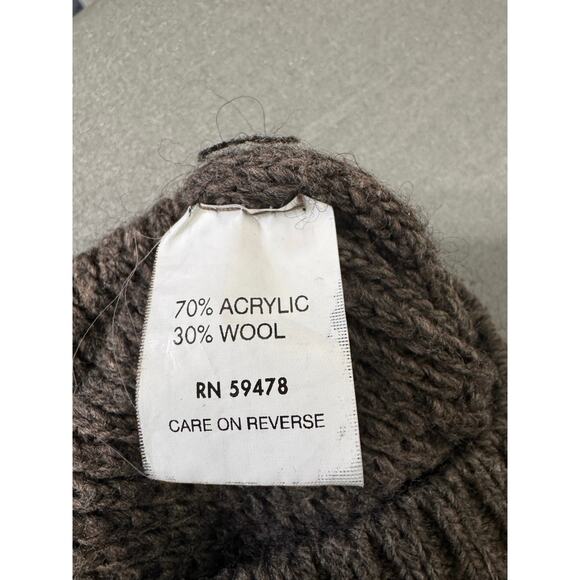 70% ACRYLIC
30% WOOL
RN 59478
CARE ON REVERSE